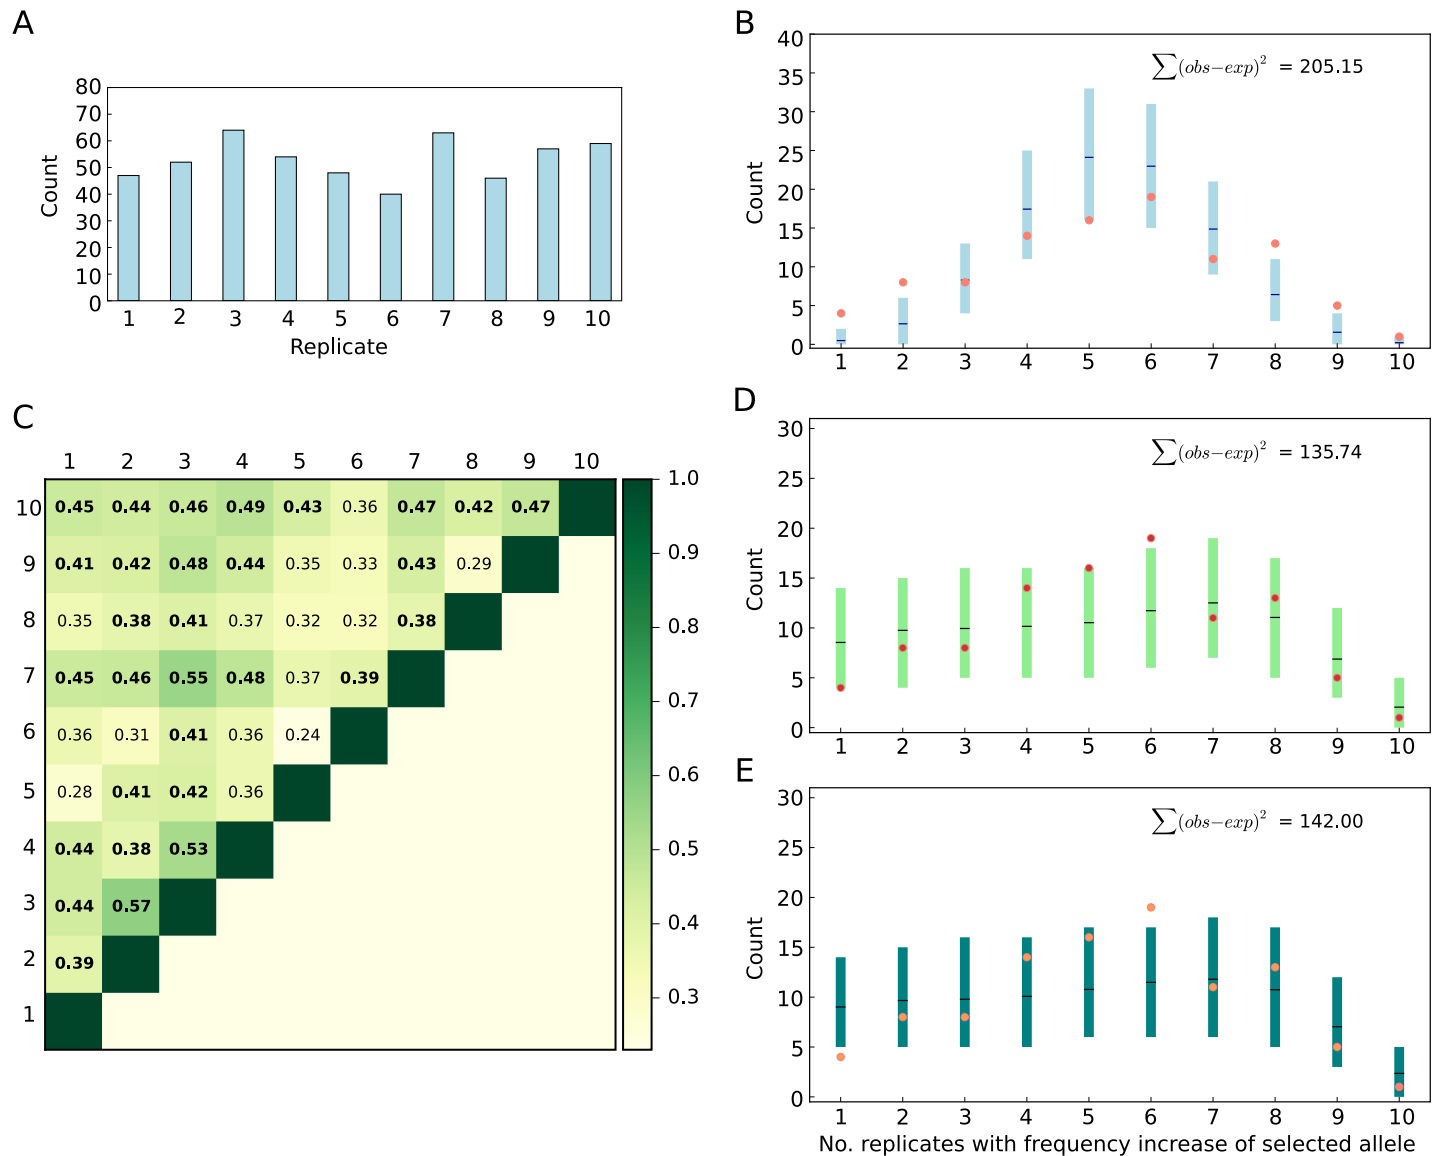 A
80
70
60
50
40
30
20
10
0
Count
1 2 3 4 5 6 7 8 9 10
Replicate
B
40
35
30
25
20
15
10
5
0
Count
∑(obs−exp)² = 205.15
1 2 3 4 5 6 7 8 9 10
C
1 2 3 4 5 6 7 8 9 10
10 0.45 0.44 0.46 0.49 0.43 0.36 0.47 0.42 0.47
9 0.41 0.42 0.48 0.44 0.35 0.33 0.43 0.29
8 0.35 0.38 0.41 0.37 0.32 0.32 0.38
7 0.45 0.46 0.55 0.48 0.37 0.39
6 0.36 0.31 0.41 0.36 0.24
5 0.28 0.41 0.42 0.36
4 0.44 0.38 0.53
3 0.44 0.57
2 0.39
1
1.0
0.9
0.8
0.7
0.6
0.5
0.4
0.3
D
30
25
20
15
10
5
0
Count
∑(obs−exp)² = 135.74
1 2 3 4 5 6 7 8 9 10
E
30
25
20
15
10
5
0
Count
∑(obs−exp)² = 142.00
1 2 3 4 5 6 7 8 9 10
No. replicates with frequency increase of selected allele